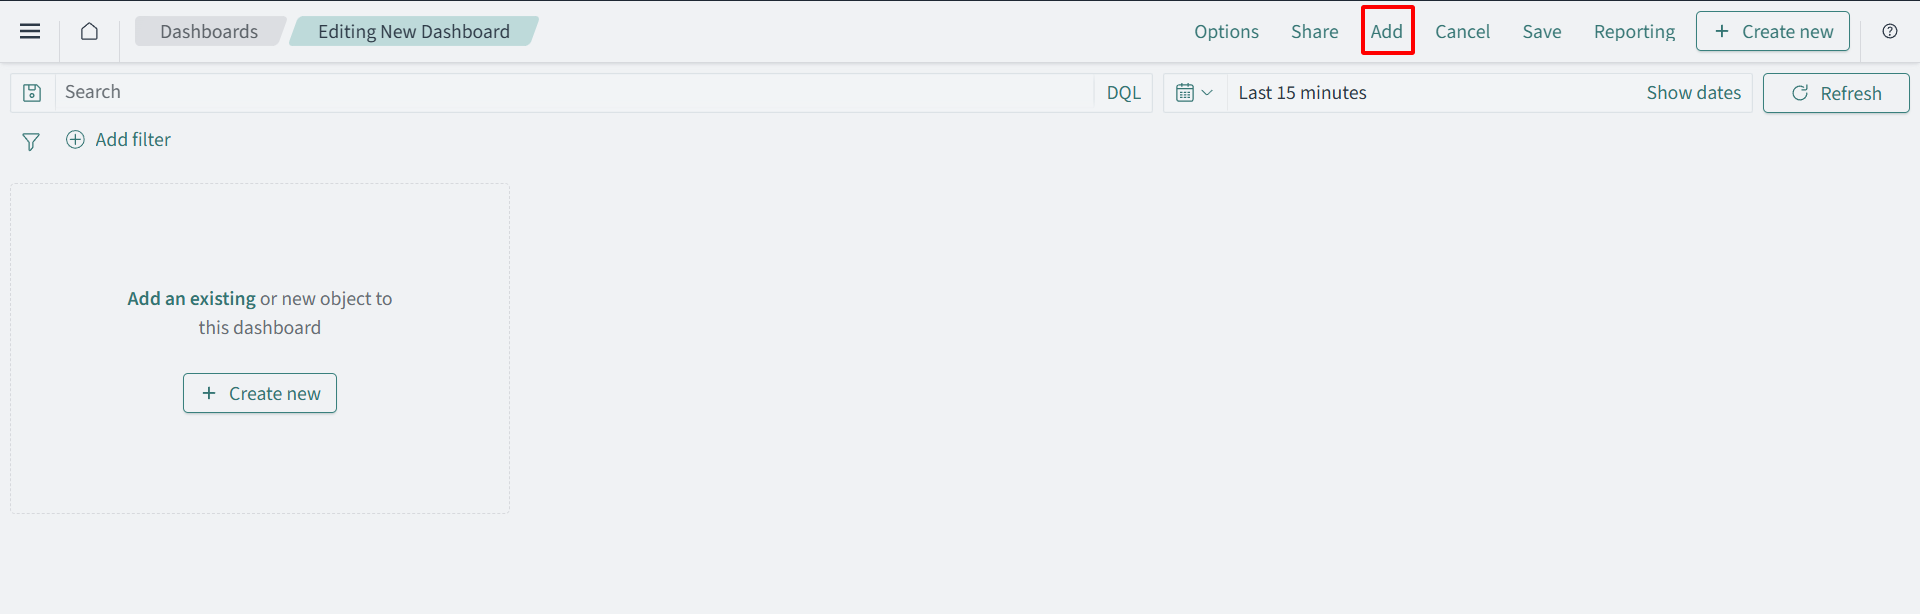 Dashboards Editing New Dashboard Options Share Add Cancel Save Reporting Create new
Search DQL Last 15 minutes Show dates Refresh
Add filter
Add an existing or new object to
this dashboard
Create new